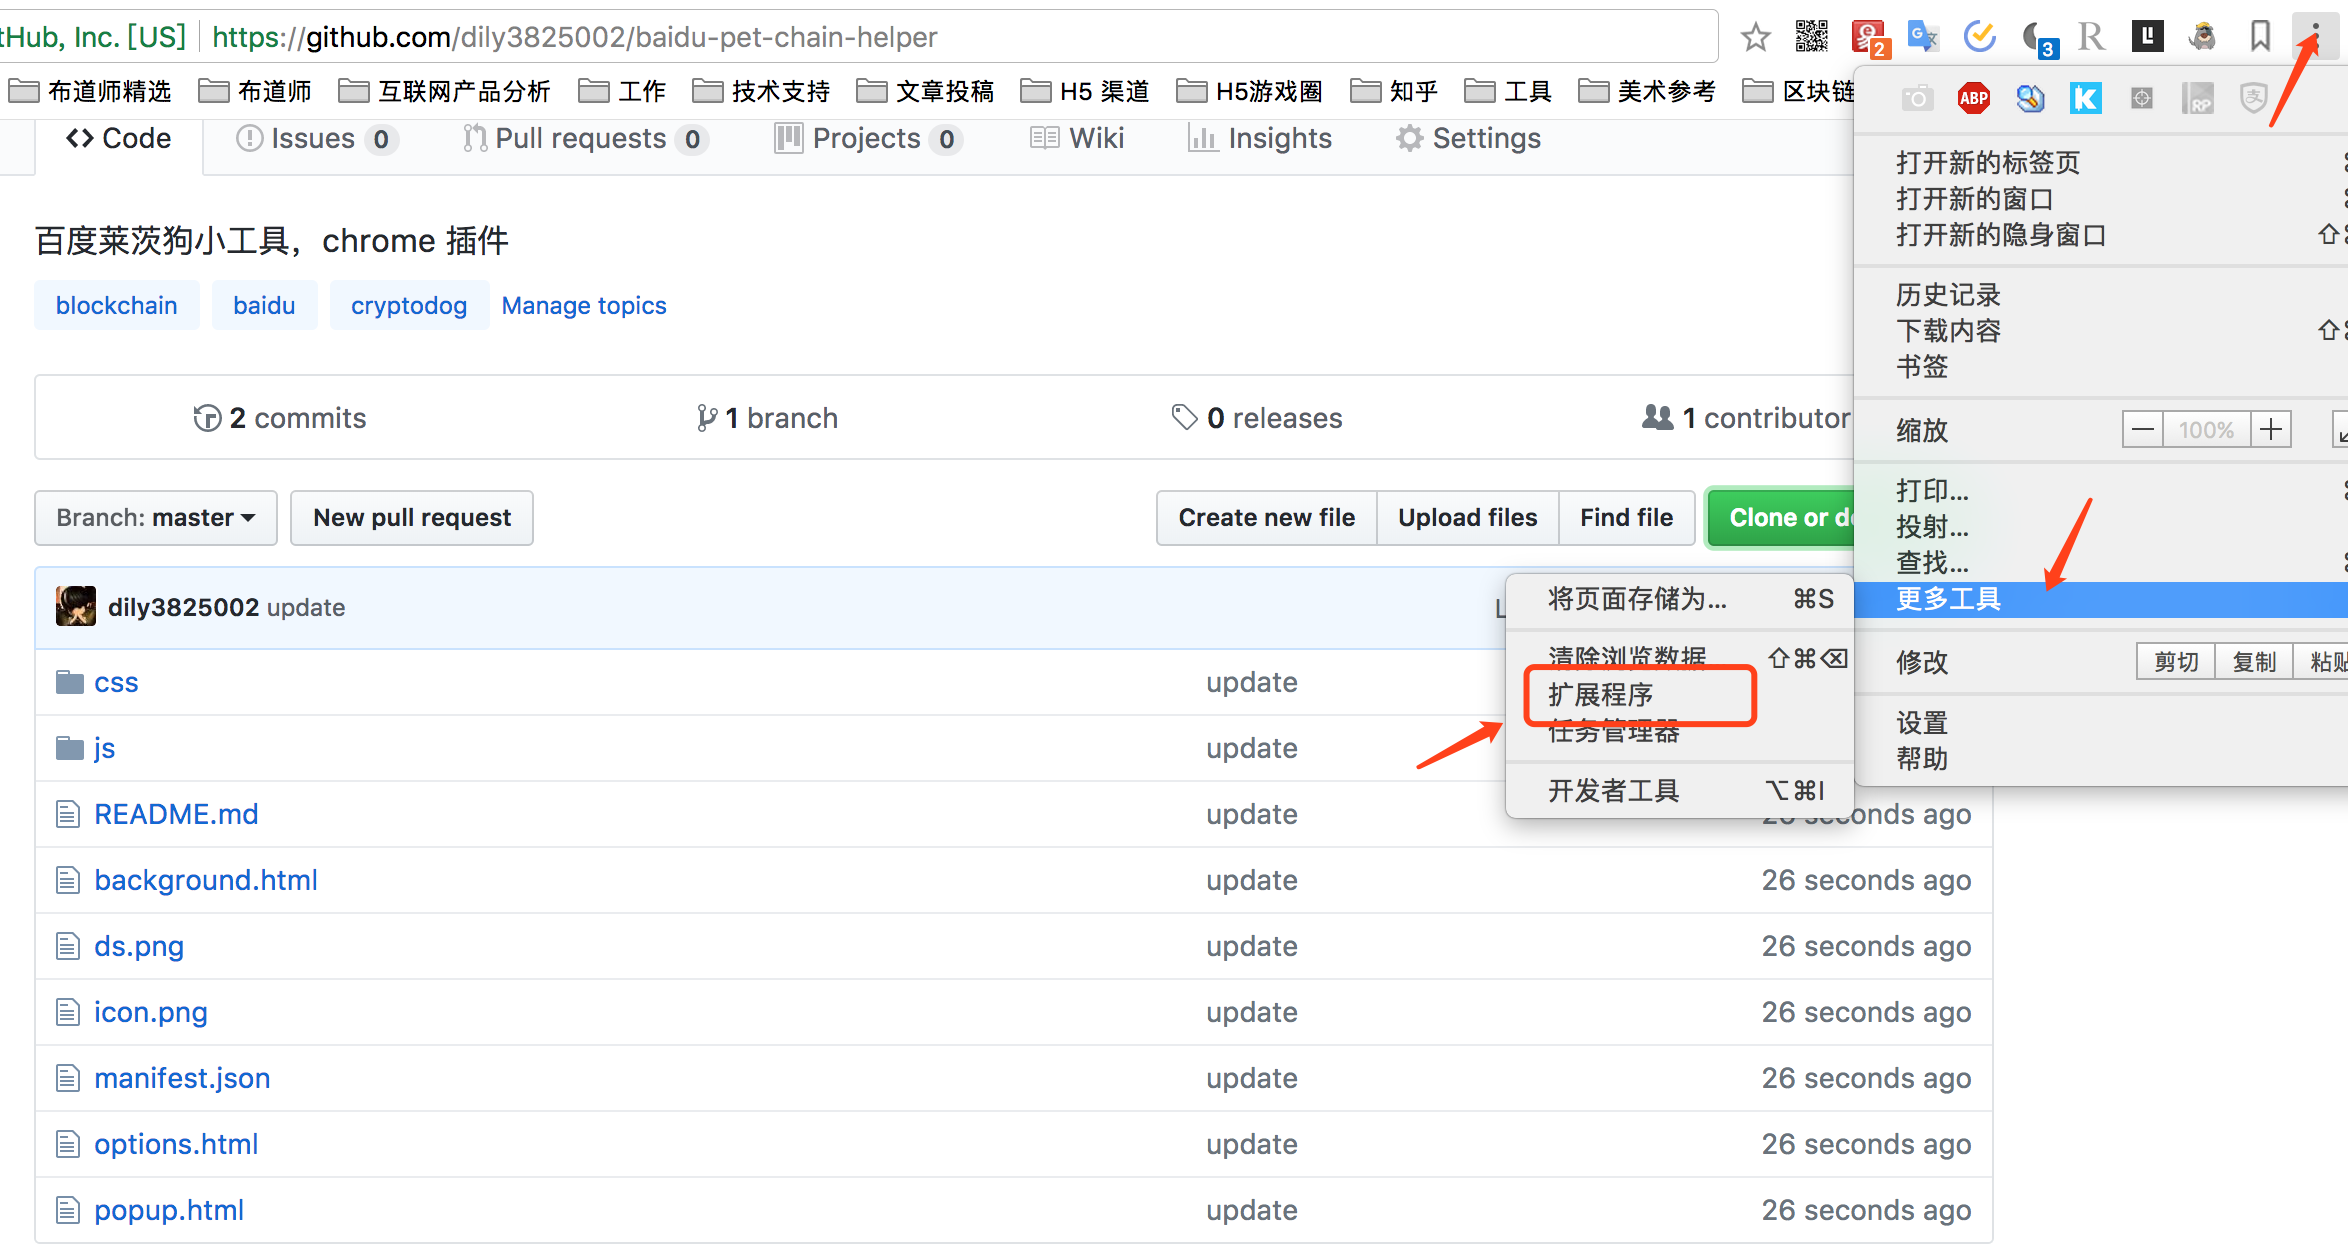 tHub, Inc. [US] https://github.com/dily3825002/baidu-pet-chain-helper
2 3 R L
布道师精选 布道师 互联网产品分析 工作 技术支持 文章投稿 H5 渠道 H5游戏圈 知乎 工具 美术参考 区块链
ABP K RP 支
Code Issues 0 Pull requests 0 Projects 0 Wiki Insights Settings
打开新的标签页
打开新的窗口
打开新的隐身窗口 ⇧
百度莱茨狗小工具，chrome 插件
blockchain baidu cryptodog Manage topics
历史记录
下载内容 ⇧
书签
2 commits 1 branch 0 releases 1 contributor
缩放 — 100% +
打印...
投射...
查找...
更多工具
Branch: master New pull request Create new file Upload files Find file Clone or do
dily3825002 update L
将页面存储为... ⌘S
清除浏览数据 ⇧⌘⌫
扩展程序
任务管理器
开发者工具 ⌥⌘I
修改 剪切 复制 粘贴
设置
帮助
css update
js update
README.md update 26 seconds ago
background.html update 26 seconds ago
ds.png update 26 seconds ago
icon.png update 26 seconds ago
manifest.json update 26 seconds ago
options.html update 26 seconds ago
popup.html update 26 seconds ago